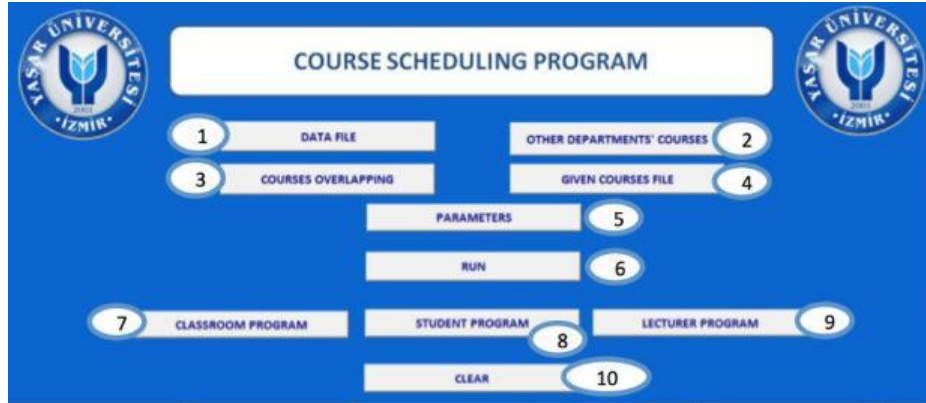 YAŞAR ÜNİVERSİTESİ
2001
·İZMİR·
COURSE SCHEDULING PROGRAM
YAŞAR ÜNİVERSİTESİ
2001
·İZMİR·
1 DATA FILE
OTHER DEPARTMENTS' COURSES 2
3 COURSES OVERLAPPING
GIVEN COURSES FILE 4
PARAMETERS 5
RUN 6
7 CLASSROOM PROGRAM
STUDENT PROGRAM 8
LECTURER PROGRAM 9
CLEAR 10